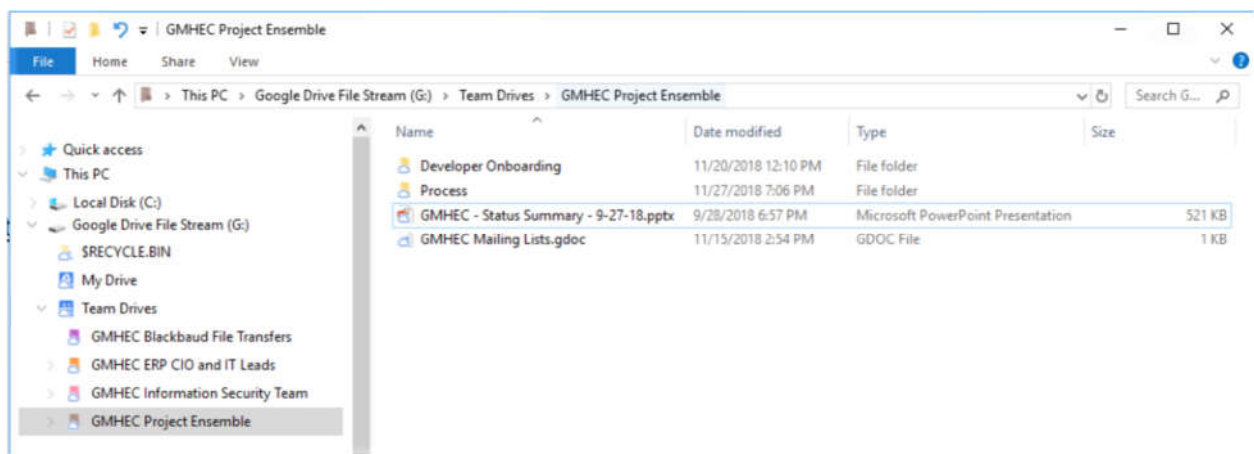 GMHEC Project Ensemble
File Home Share View
This PC > Google Drive File Stream (G:) > Team Drives > GMHEC Project Ensemble
Search G...
Quick access
This PC
Local Disk (C:)
Google Drive File Stream (G:)
$RECYCLE.BIN
My Drive
Team Drives
GMHEC Blackbaud File Transfers
GMHEC ERP CIO and IT Leads
GMHEC Information Security Team
GMHEC Project Ensemble
Name Date modified Type Size
Developer Onboarding 11/20/2018 12:10 PM File folder
Process 11/27/2018 7:06 PM File folder
GMHEC - Status Summary - 9-27-18.pptx 9/28/2018 6:57 PM Microsoft PowerPoint Presentation 521 KB
GMHEC Mailing Lists.gdoc 11/15/2018 2:54 PM GDOC File 1 KB